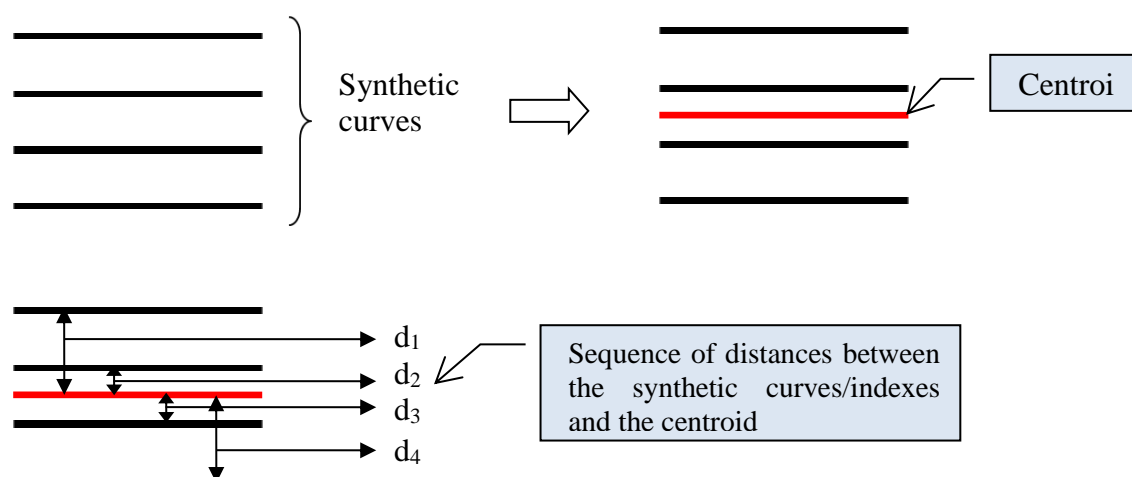 Synthetic
curves
Centroi
d1
d2
d3
d4
Sequence of distances between
the synthetic curves/indexes
and the centroid